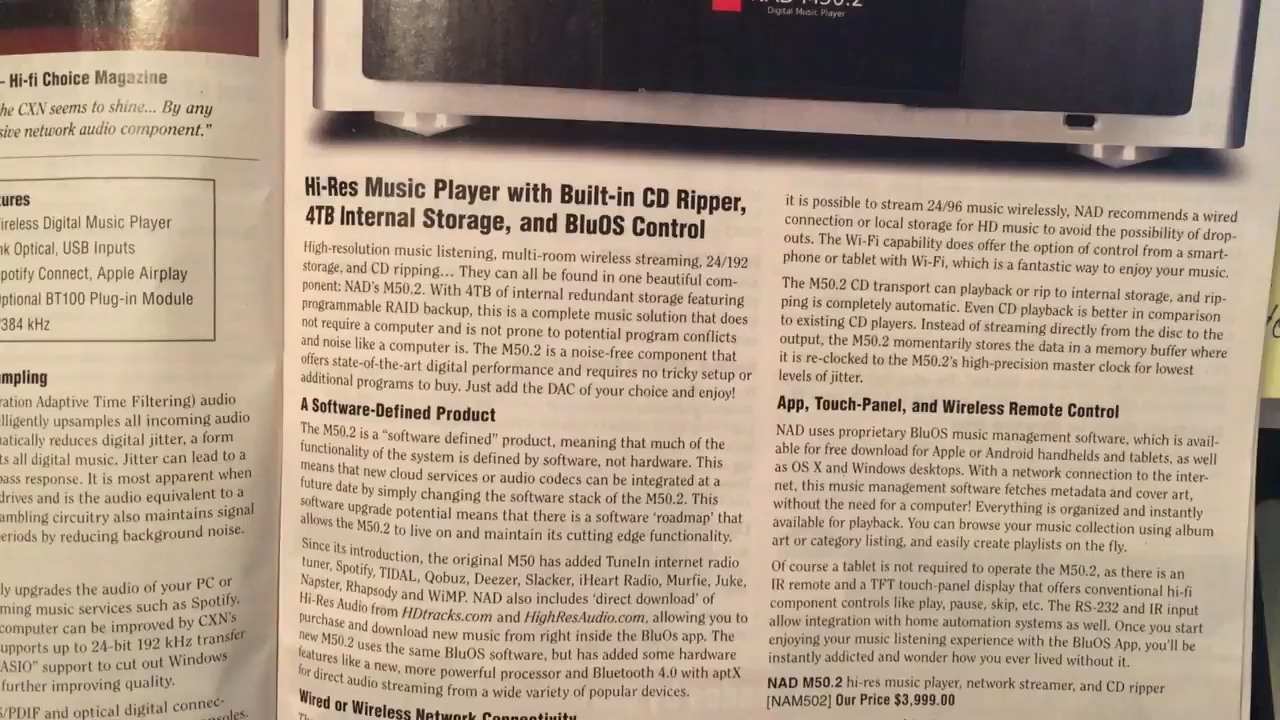 – Hi-fi Choice Magazine
he CXN seems to shine... By any
sive network audio component.”
ures
ireless Digital Music Player
nk Optical, USB Inputs
potify Connect, Apple Airplay
ptional BT100 Plug-in Module
384 kHz
mpling
ration Adaptive Time Filtering) audio
lligently upsamples all incoming audio
atically reduces digital jitter, a form
ts all digital music. Jitter can lead to a
bass response. It is most apparent when
drives and is the audio equivalent to a
ambling circuitry also maintains signal
eriods by reducing background noise.
ly upgrades the audio of your PC or
ming music services such as Spotify,
computer can be improved by CXN's
upports up to 24-bit 192 kHz transfer
ASIO” support to cut out Windows
further improving quality.
S/PDIF and optical digital connec-
soles.
NAD M50.2
Digital Music Player
Hi-Res Music Player with Built-in CD Ripper,
4TB Internal Storage, and BluOS Control
High-resolution music listening, multi-room wireless streaming, 24/192
storage, and CD ripping… They can all be found in one beautiful com-
ponent: NAD's M50.2. With 4TB of internal redundant storage featuring
programmable RAID backup, this is a complete music solution that does
not require a computer and is not prone to potential program conflicts
and noise like a computer is. The M50.2 is a noise-free component that
offers state-of-the-art digital performance and requires no tricky setup or
additional programs to buy. Just add the DAC of your choice and enjoy!
A Software-Defined Product
The M50.2 is a “software defined” product, meaning that much of the
functionality of the system is defined by software, not hardware. This
means that new cloud services or audio codecs can be integrated at a
future date by simply changing the software stack of the M50.2. This
software upgrade potential means that there is a software ‘roadmap’ that
allows the M50.2 to live on and maintain its cutting edge functionality.
Since its introduction, the original M50 has added TuneIn internet radio
tuner, Spotify, TIDAL, Qobuz, Deezer, Slacker, iHeart Radio, Murfie, Juke,
Napster, Rhapsody and WiMP. NAD also includes ‘direct download’ of
Hi-Res Audio from HDtracks.com and HighResAudio.com, allowing you to
purchase and download new music from right inside the BluOs app. The
new M50.2 uses the same BluOS software, but has added some hardware
features like a new, more powerful processor and Bluetooth 4.0 with aptX
for direct audio streaming from a wide variety of popular devices.
Wired or Wireless Network Connectivity
it is possible to stream 24/96 music wirelessly, NAD recommends a wired
connection or local storage for HD music to avoid the possibility of drop-
outs. The Wi-Fi capability does offer the option of control from a smart-
phone or tablet with Wi-Fi, which is a fantastic way to enjoy your music.
The M50.2 CD transport can playback or rip to internal storage, and rip-
ping is completely automatic. Even CD playback is better in comparison
to existing CD players. Instead of streaming directly from the disc to the
output, the M50.2 momentarily stores the data in a memory buffer where
it is re-clocked to the M50.2's high-precision master clock for lowest
levels of jitter.
App, Touch-Panel, and Wireless Remote Control
NAD uses proprietary BluOS music management software, which is avail-
able for free download for Apple or Android handhelds and tablets, as well
as OS X and Windows desktops. With a network connection to the inter-
net, this music management software fetches metadata and cover art,
without the need for a computer! Everything is organized and instantly
available for playback. You can browse your music collection using album
art or category listing, and easily create playlists on the fly.
Of course a tablet is not required to operate the M50.2, as there is an
IR remote and a TFT touch-panel display that offers conventional hi-fi
component controls like play, pause, skip, etc. The RS-232 and IR input
allow integration with home automation systems as well. Once you start
enjoying your music listening experience with the BluOS App, you'll be
instantly addicted and wonder how you ever lived without it.
NAD M50.2 hi-res music player, network streamer, and CD ripper
[NAM502] Our Price $3,999.00